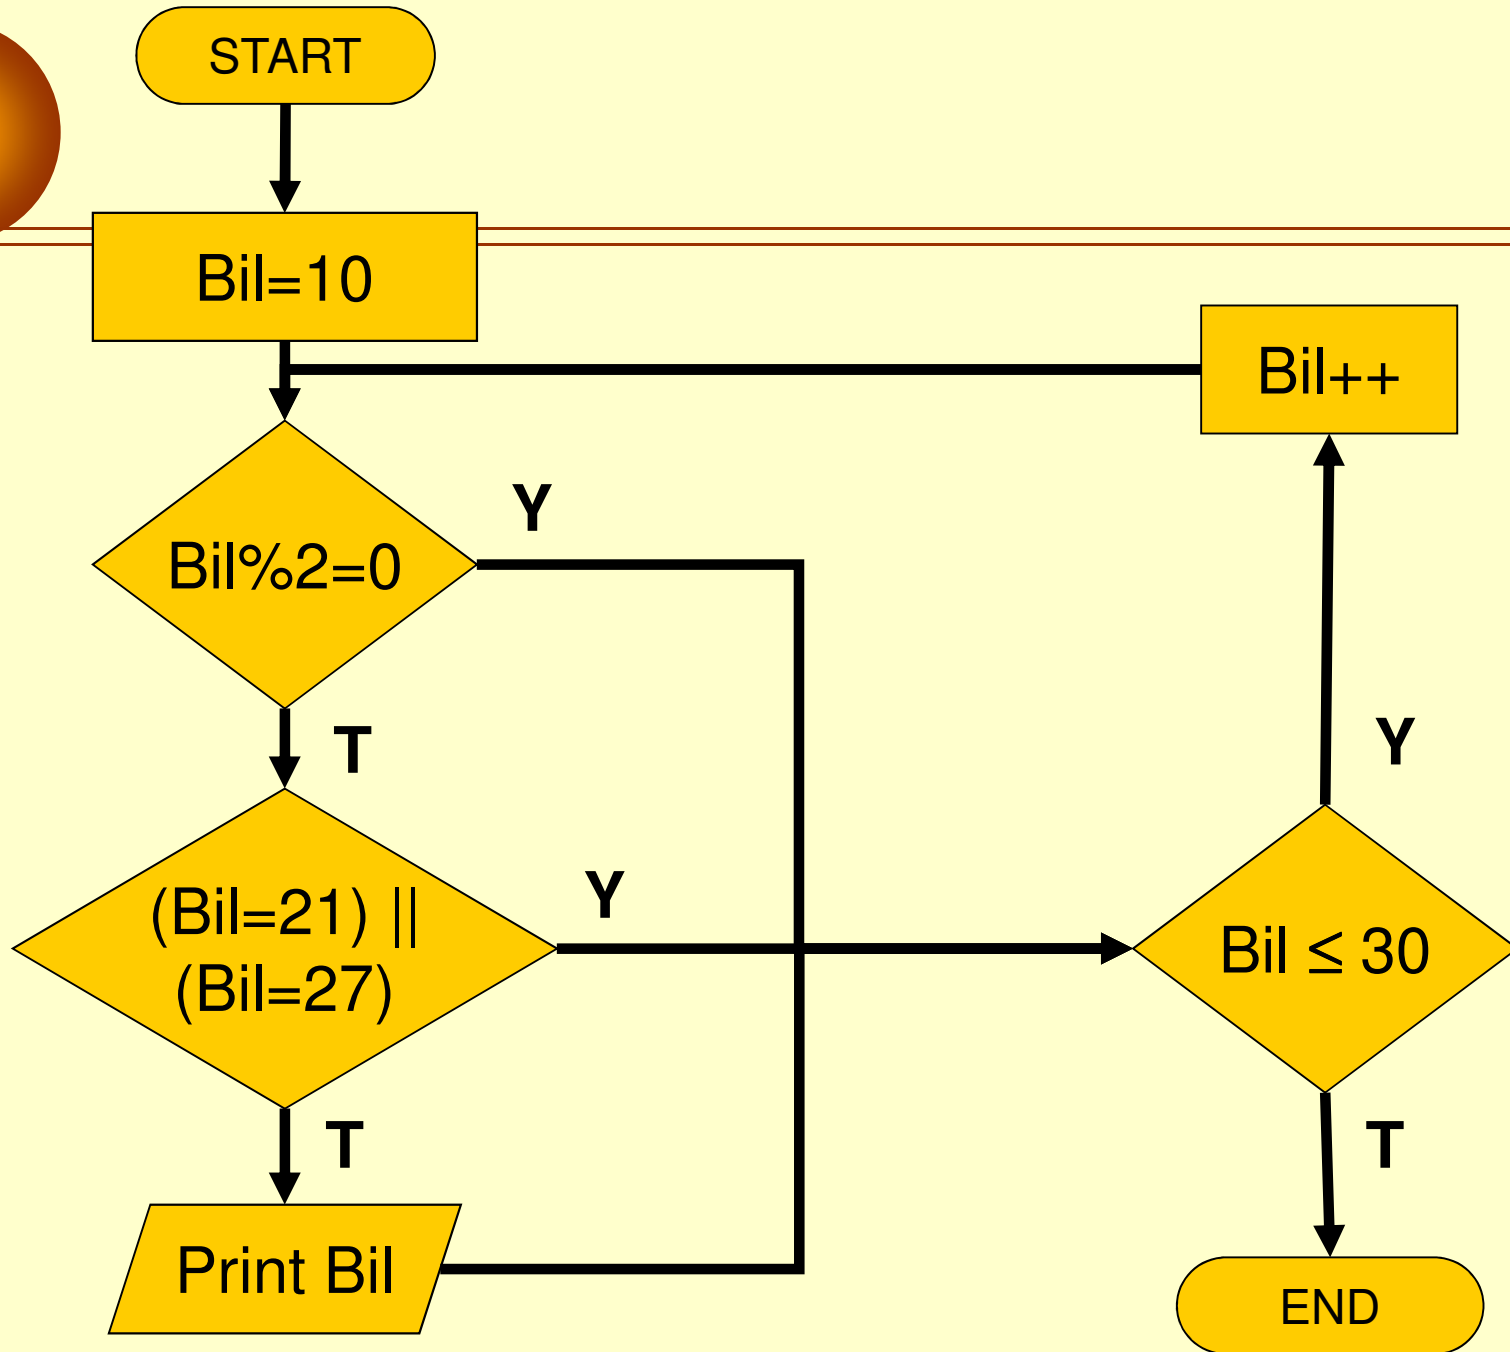 START
Bil=10
Bil++
Bil%2=0
Y
T
(Bil=21) ||
(Bil=27)
Y
T
Print Bil
Bil ≤ 30
Y
T
END